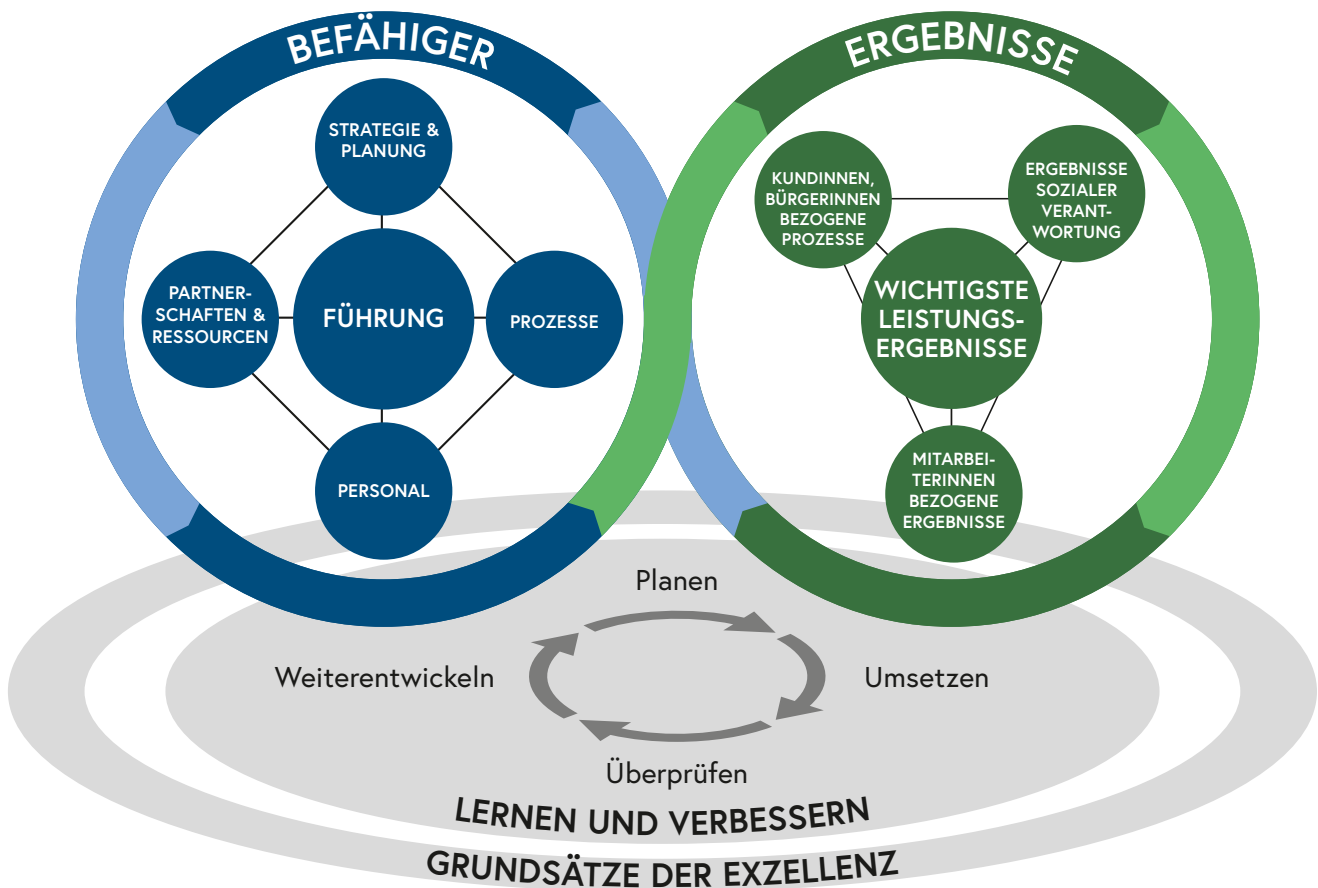 BEFÄHIGER
STRATEGIE &
PLANUNG
PARTNER-
SCHAFTEN &
RESSOURCEN
FÜHRUNG
PROZESSE
PERSONAL
ERGEBNISSE
KUNDINNEN,
BÜRGERINNEN
BEZOGENE
PROZESSE
ERGEBNISSE
SOZIALER
VERANT-
WORTUNG
WICHTIGSTE
LEISTUNGS-
ERGEBNISSE
MITARBEI-
TERINNEN
BEZOGENE
ERGEBNISSE
Planen
Weiterentwickeln
Umsetzen
Überprüfen
LERNEN UND VERBESSERN
GRUNDSÄTZE DER EXZELLENZ